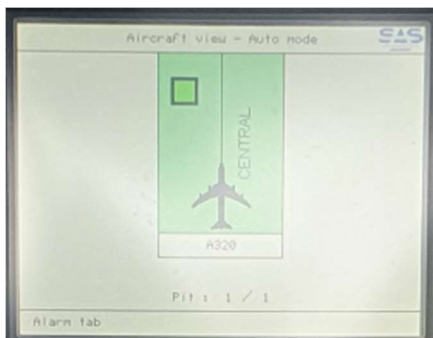 Aircraft view - Auto mode
SAS
CENTRAL
A320
Pit : 1 / 1
Alarm tab